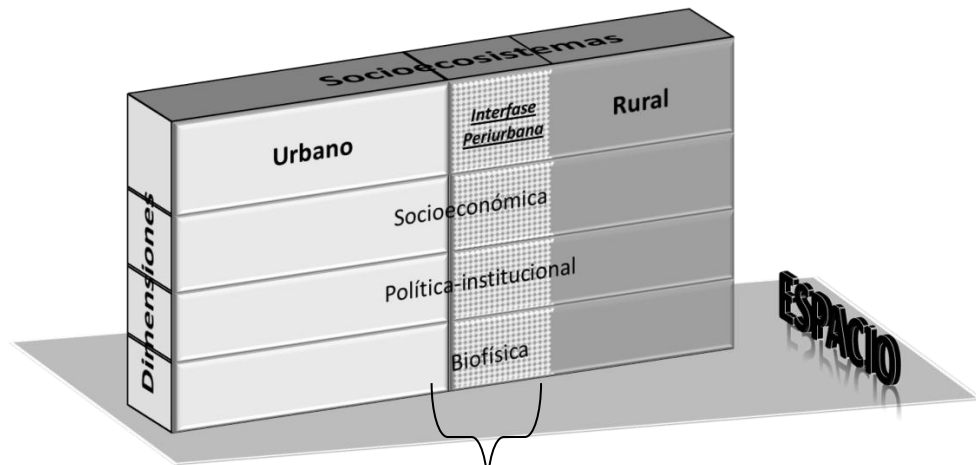 Socioecosistemas
Urbano
Interfase
Periurbana
Rural
Dimensiones
Socioeconómica
Política-institucional
Biofísica
ESPACIO